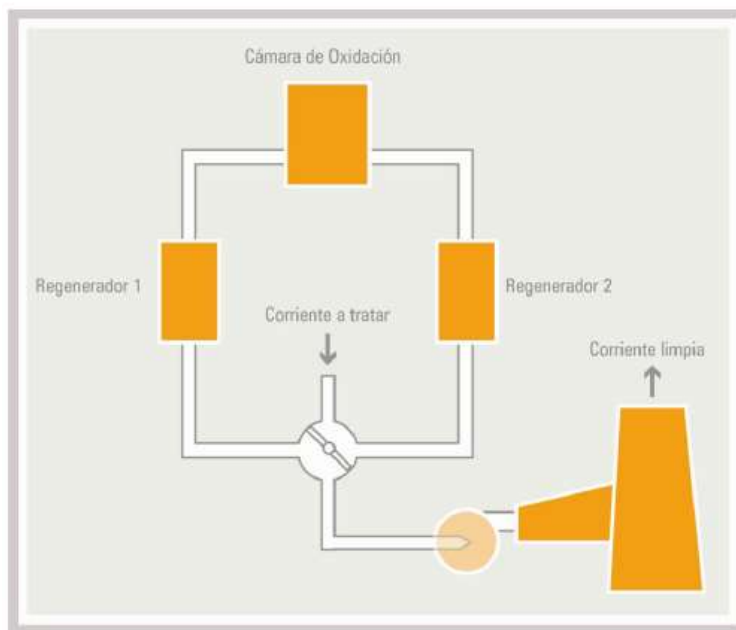 Cámara de Oxidación
Regenerador 1
Regenerador 2
Corriente a tratar
Corriente limpia